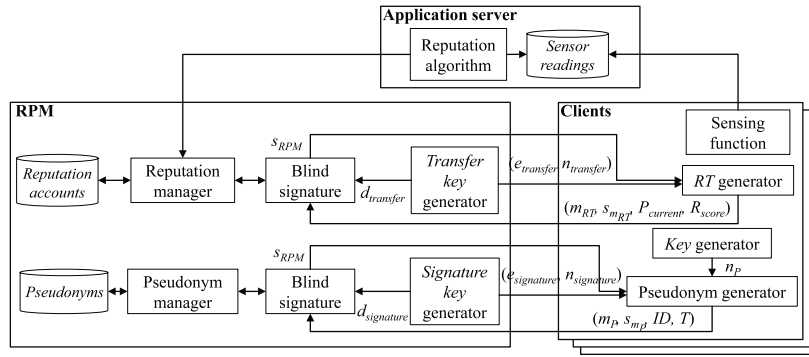 Application server
Reputation algorithm
Sensor readings
RPM
Clients
Sensing function
s_RPM
Reputation accounts
Reputation manager
Blind signature
Transfer key generator
d_transfer
(e_transfer, n_transfer)
RT generator
(m_RT, s_m_RT, P_current, R_score)
Key generator
n_P
s_RPM
Pseudonyms
Pseudonym manager
Blind signature
Signature key generator
d_signature
(e_signature, n_signature)
Pseudonym generator
(m_P, s_m_P, ID, T)